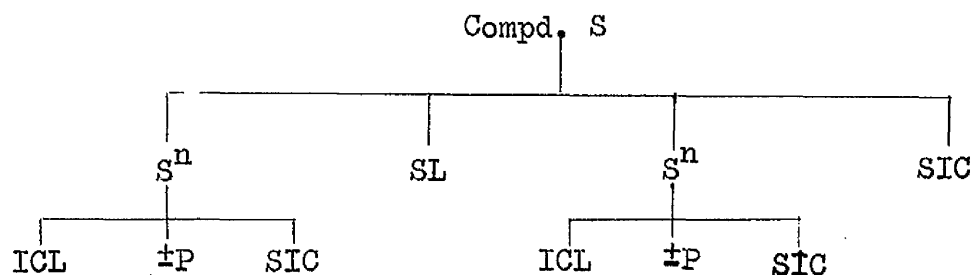 Compd. S
Sⁿ SL Sⁿ SIC
ICL ±P SIC ICL ±P SIC